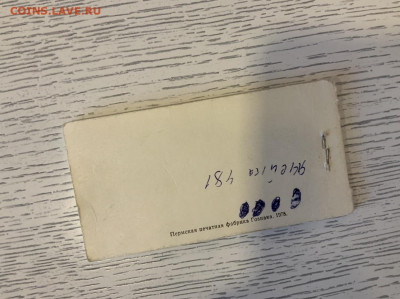 COINS.LAVE.RU
481
Пермская печатная фабрика Гознака. 1978.